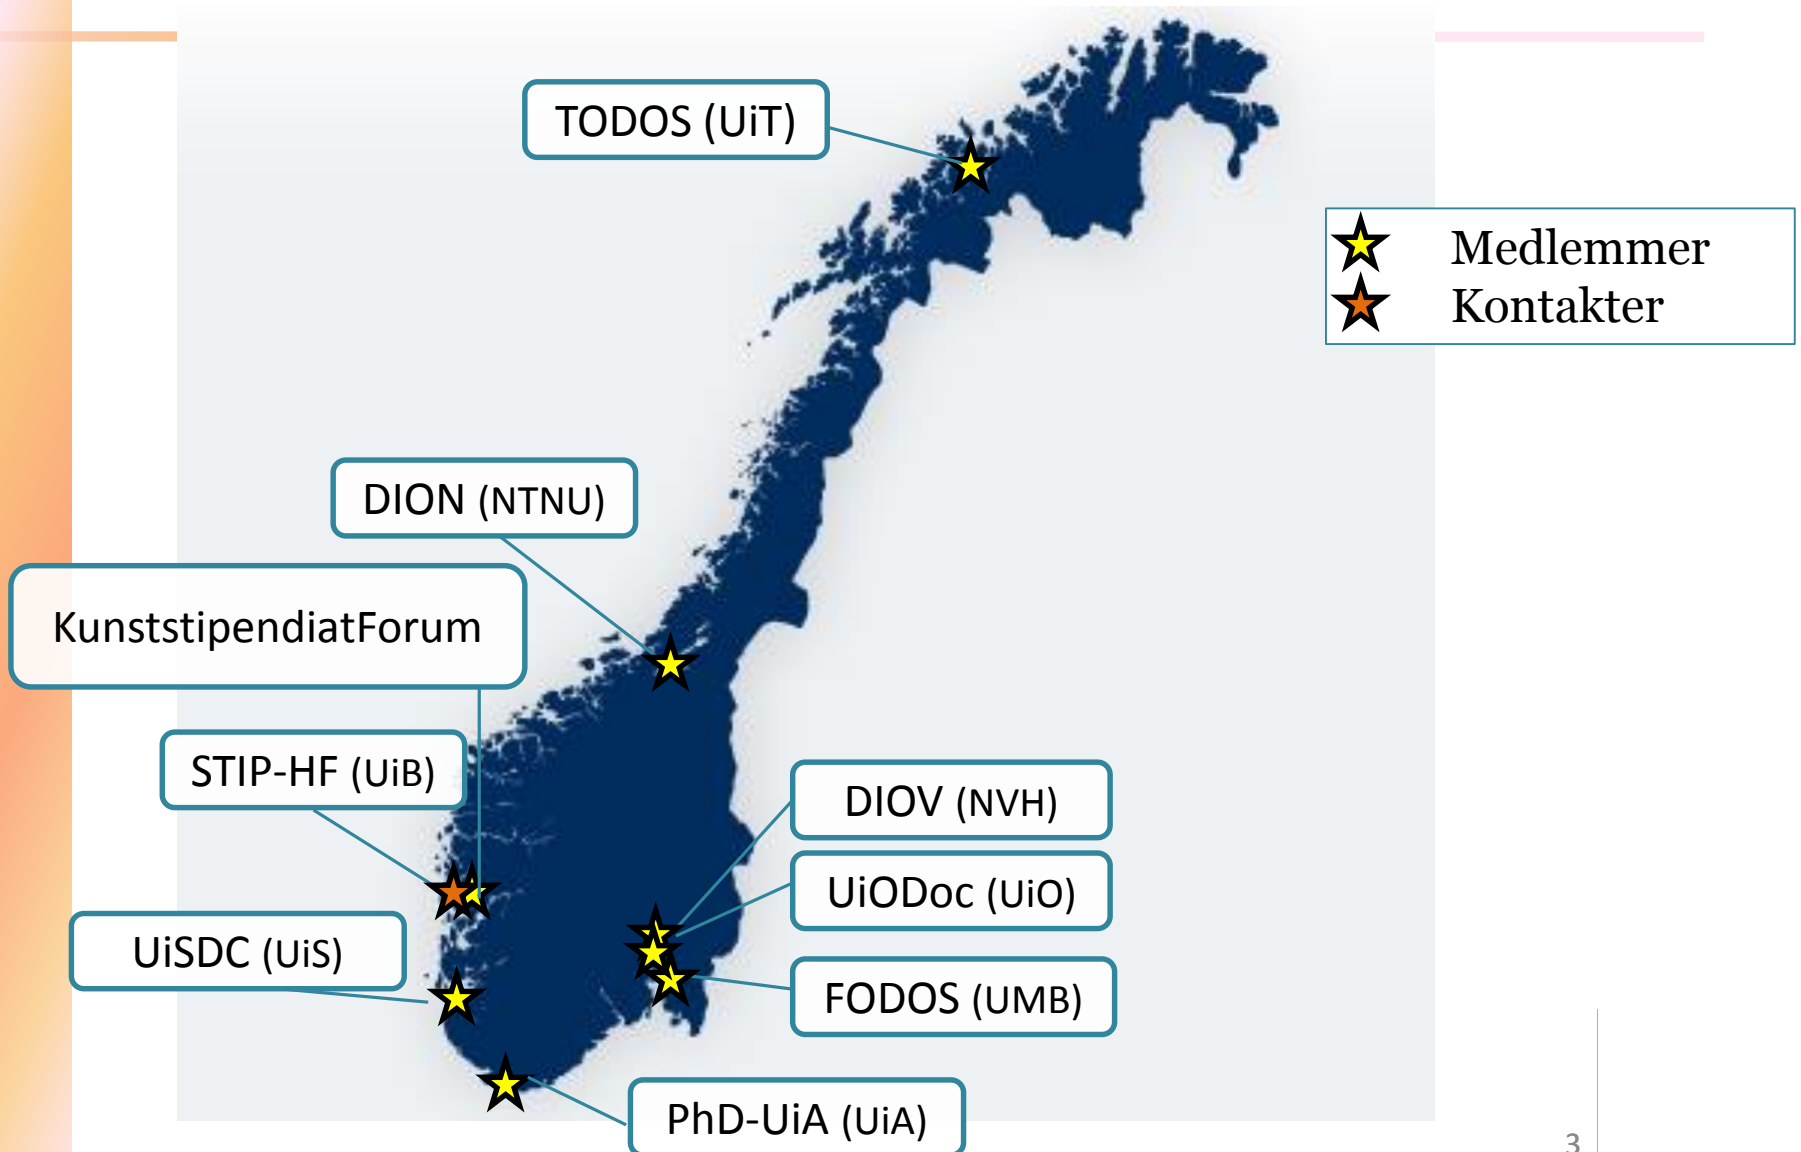 TODOS (UiT)
Medlemmer
Kontakter
DION (NTNU)
KunststipendiatForum
STIP-HF (UiB)
DIOV (NVH)
UiODoc (UiO)
UiSDC (UiS)
FODOS (UMB)
PhD-UiA (UiA)
3